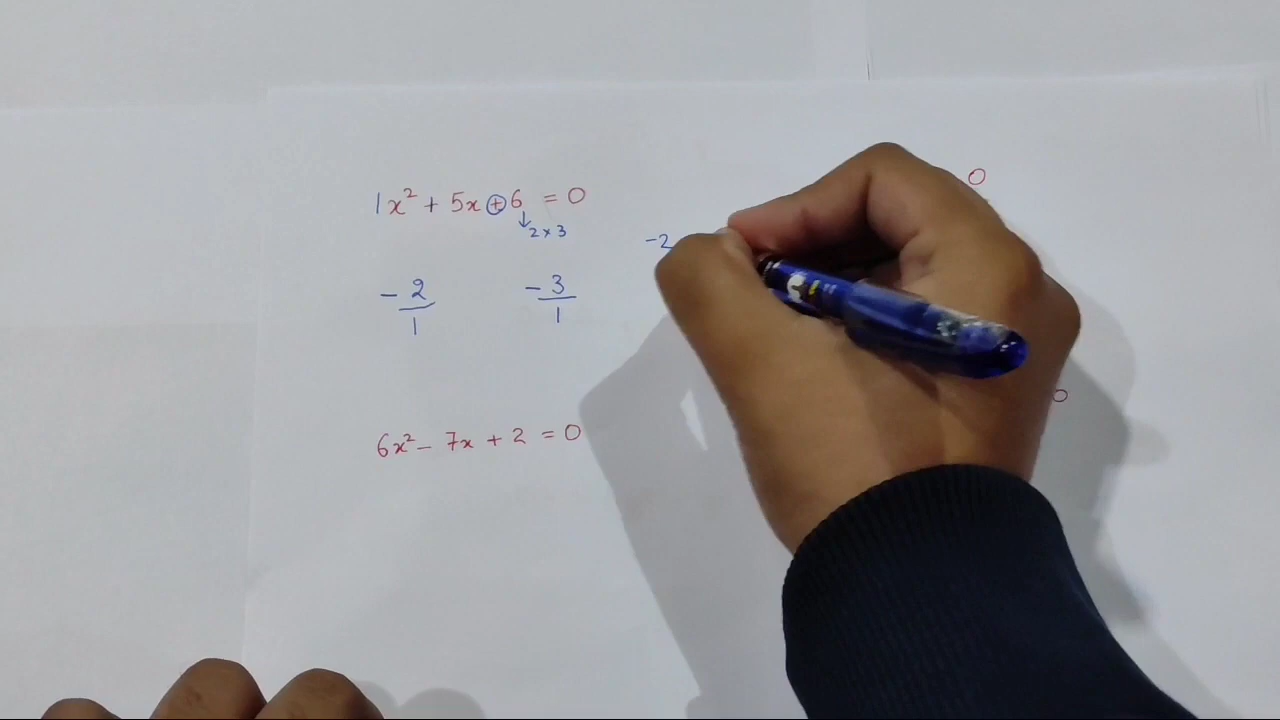 1x² + 5x + 6 = 0
↓ 2 × 3
-2
- 2/1 - 3/1
6x² - 7x + 2 = 0
0
0